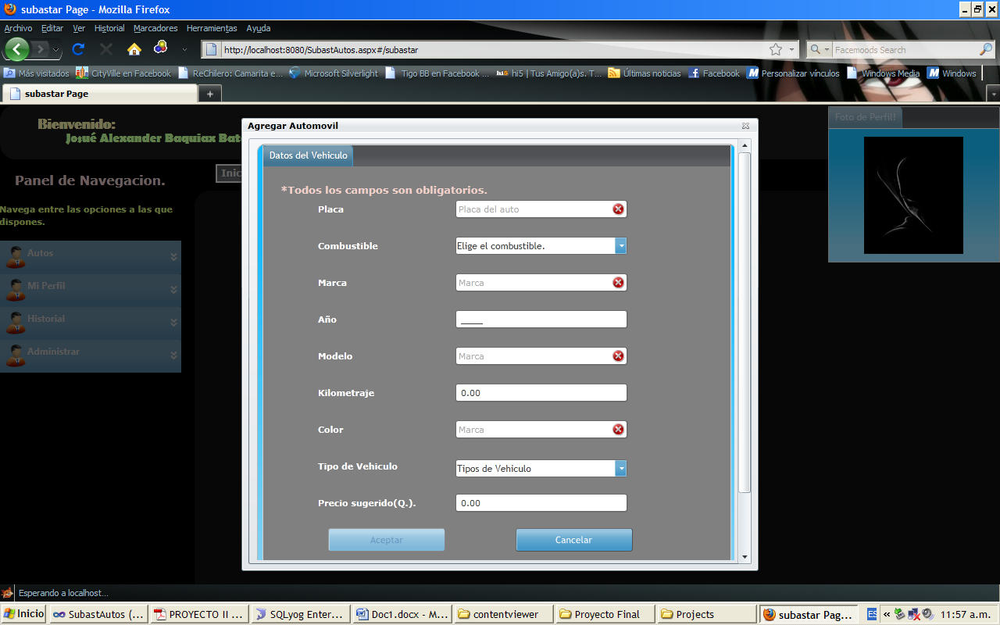 subastar Page - Mozilla Firefox
Archivo Editar Ver Historial Marcadores Herramientas Ayuda
http://localhost:8080/SubastAutos.aspx#/subastar
Facemoods Search
Más visitados CityVille en Facebook ReChilero: Camarita e... Microsoft Silverlight Tigo BB en Facebook ... hi5 hi5 | Tus Amigo(a)s. T... Últimas noticias Facebook Personalizar vínculos Windows Media Windows
subastar Page
Bienvenido:
Josué Alexander Baquiax Bat
Panel de Navegacion.
Navega entre las opciones a las que
dispones.
Autos
Mi Perfil
Historial
Administrar
Inic
Foto de Perfil!
Agregar Automovil
Datos del Vehiculo
*Todos los campos son obligatorios.
Placa Placa del auto
Combustible Elige el combustible.
Marca Marca
Año ____
Modelo Marca
Kilometraje 0.00
Color Marca
Tipo de Vehiculo Tipos de Vehiculo
Precio sugerido(Q.). 0.00
Aceptar Cancelar
Esperando a localhost...
Inicio SubastAutos (... PROYECTO II ... SQLyog Enter... Doc1.docx - M... contentviewer Proyecto Final Projects subastar Pag... ES « 11:57 a.m.